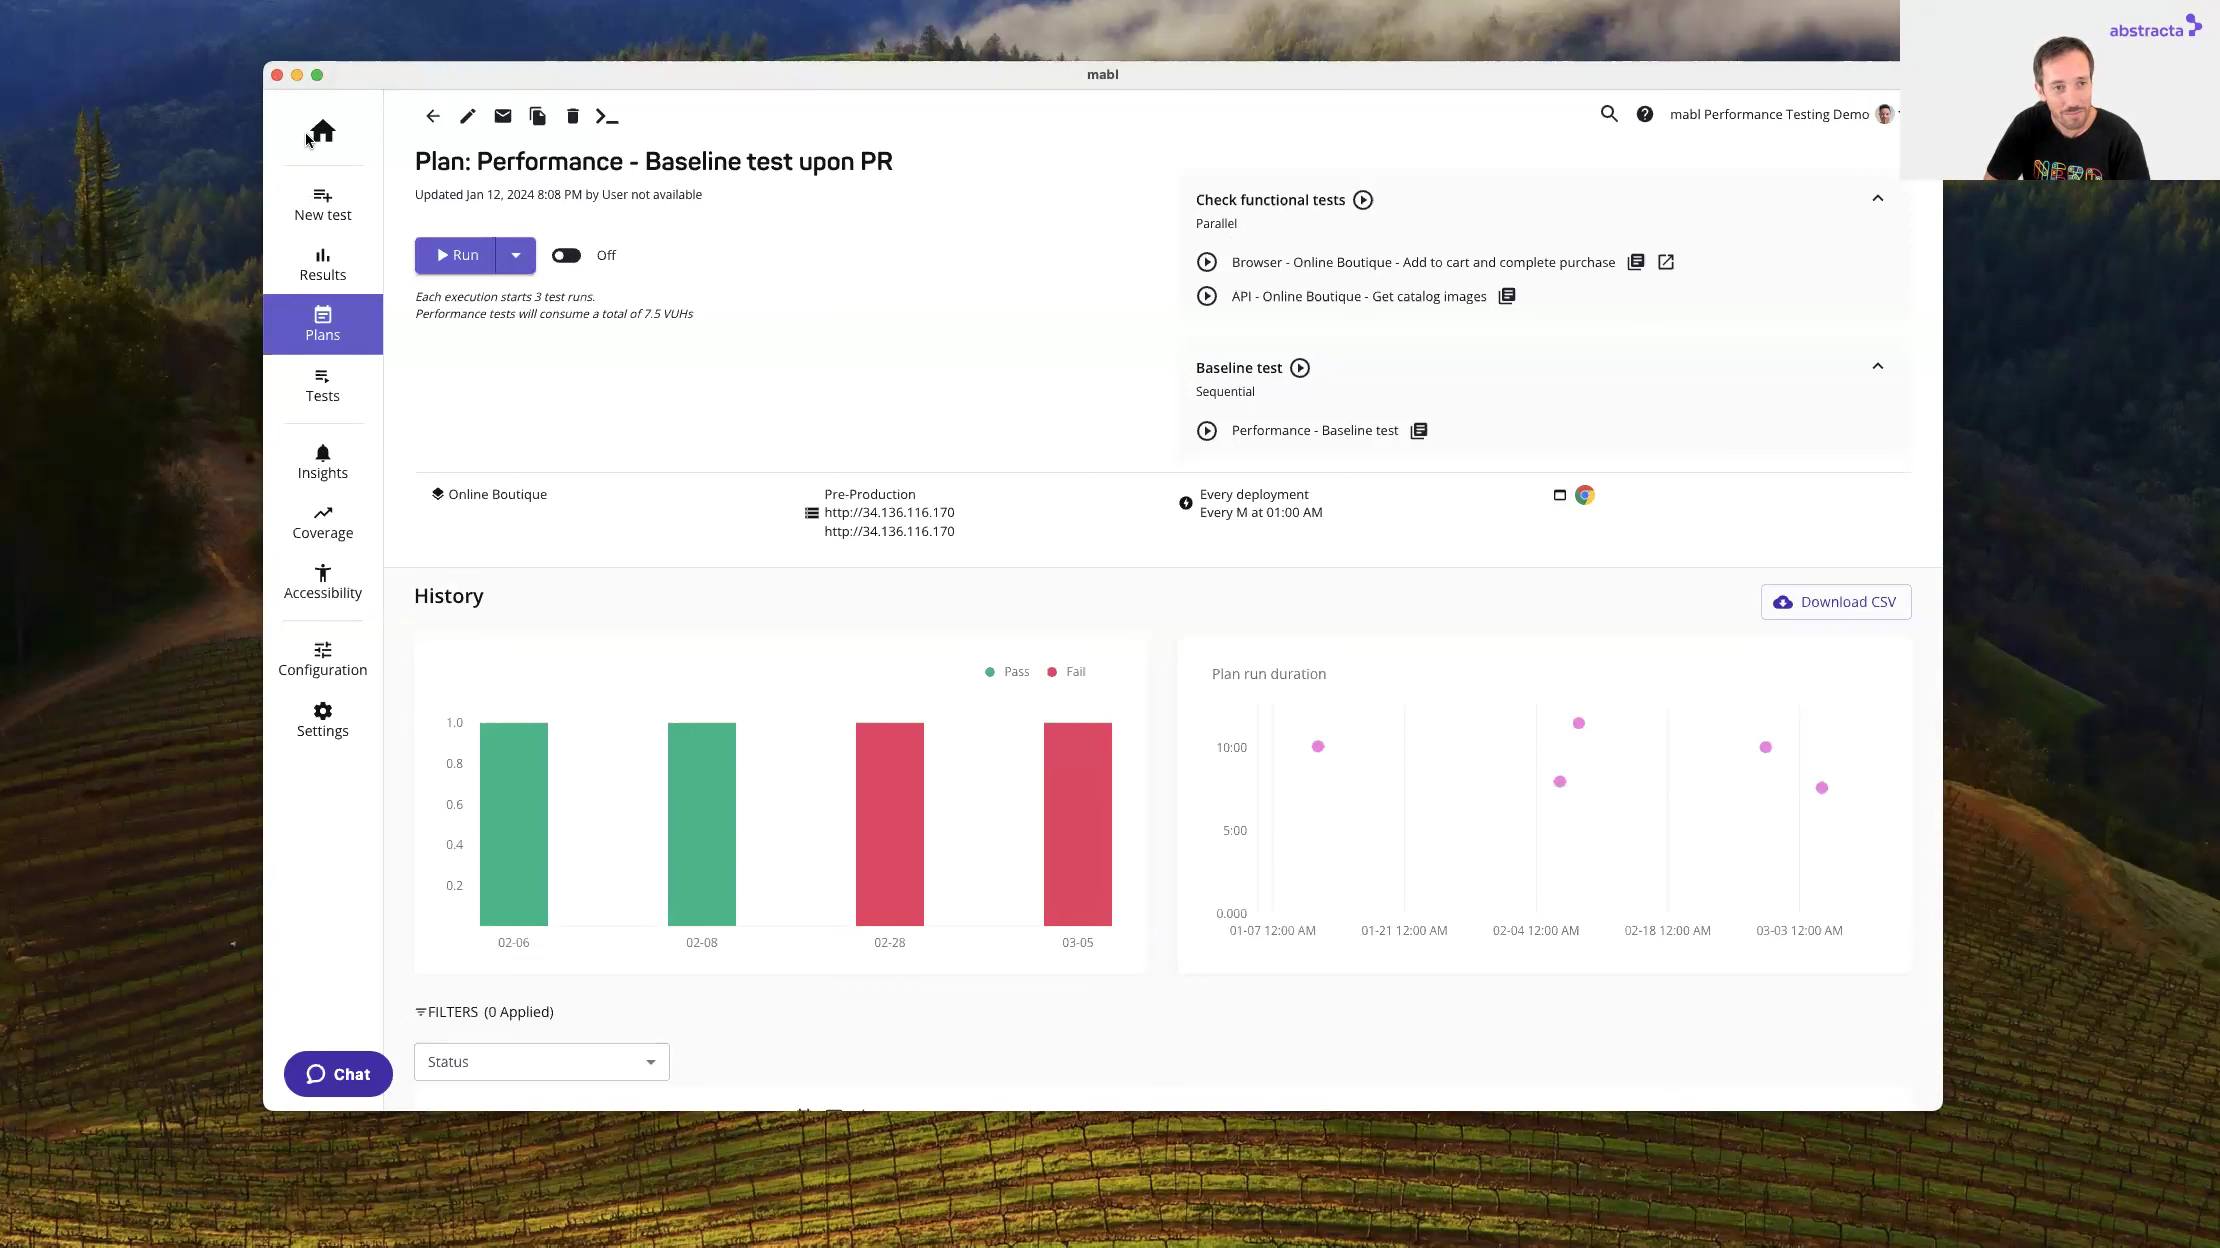 abstracta
mabl
mabl Performance Testing Demo
New test
Results
Plans
Tests
Insights
Coverage
Accessibility
Configuration
Settings
Chat
Plan: Performance - Baseline test upon PR
Updated Jan 12, 2024 8:08 PM by User not available
Run
Off
Each execution starts 3 test runs.
Performance tests will consume a total of 7.5 VUHs
Check functional tests
Parallel
Browser - Online Boutique - Add to cart and complete purchase
API - Online Boutique - Get catalog images
Baseline test
Sequential
Performance - Baseline test
Online Boutique
Pre-Production
http://34.136.116.170
http://34.136.116.170
Every deployment
Every M at 01:00 AM
History
Download CSV
Pass Fail
1.0
0.8
0.6
0.4
0.2
02-06 02-08 02-28 03-05
Plan run duration
10:00
5:00
0.000
01-07 12:00 AM 01-21 12:00 AM 02-04 12:00 AM 02-18 12:00 AM 03-03 12:00 AM
FILTERS (0 Applied)
Status